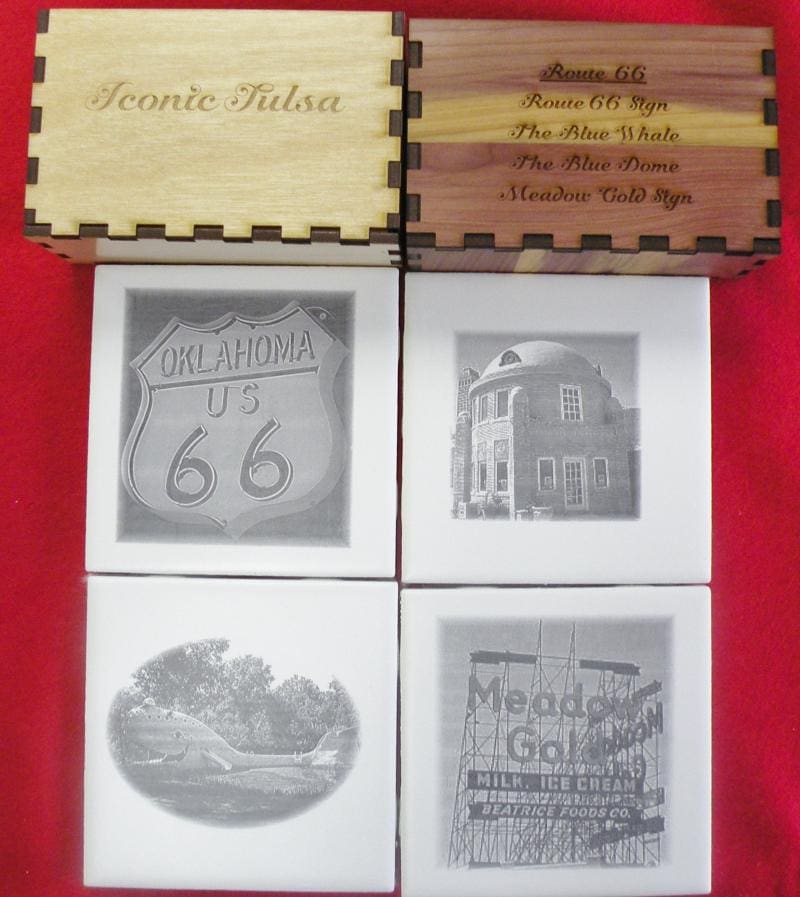 Iconic Tulsa
Route 66
Route 66 Sign
The Blue Whale
The Blue Dome
Meadow Gold Sign
OKLAHOMA
US
66
Meadow
Gold
MILK. ICE CREAM
BEATRICE FOODS CO.